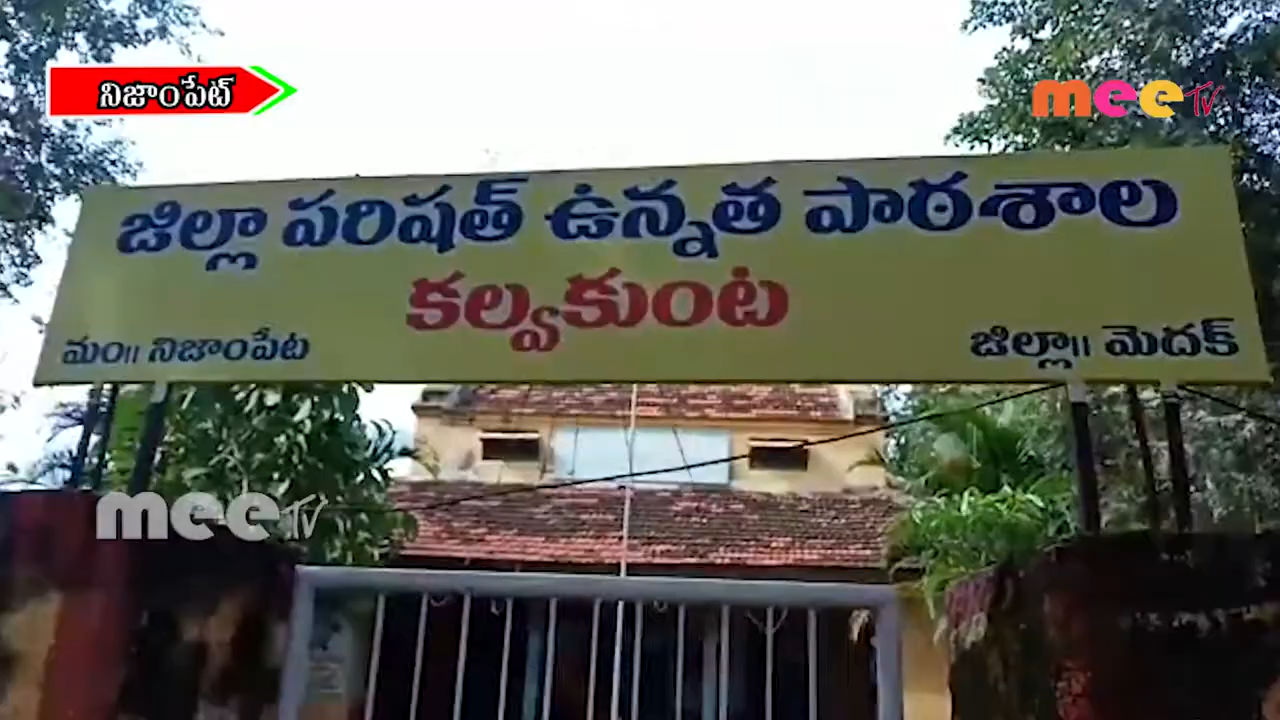 నిజాంపేట్
mee TV
జిల్లా పరిషత్ ఉన్నత పాఠశాల
కల్వకుంట
మం॥ నిజాంపేట
జిల్లా॥ మెదక్
mee TV